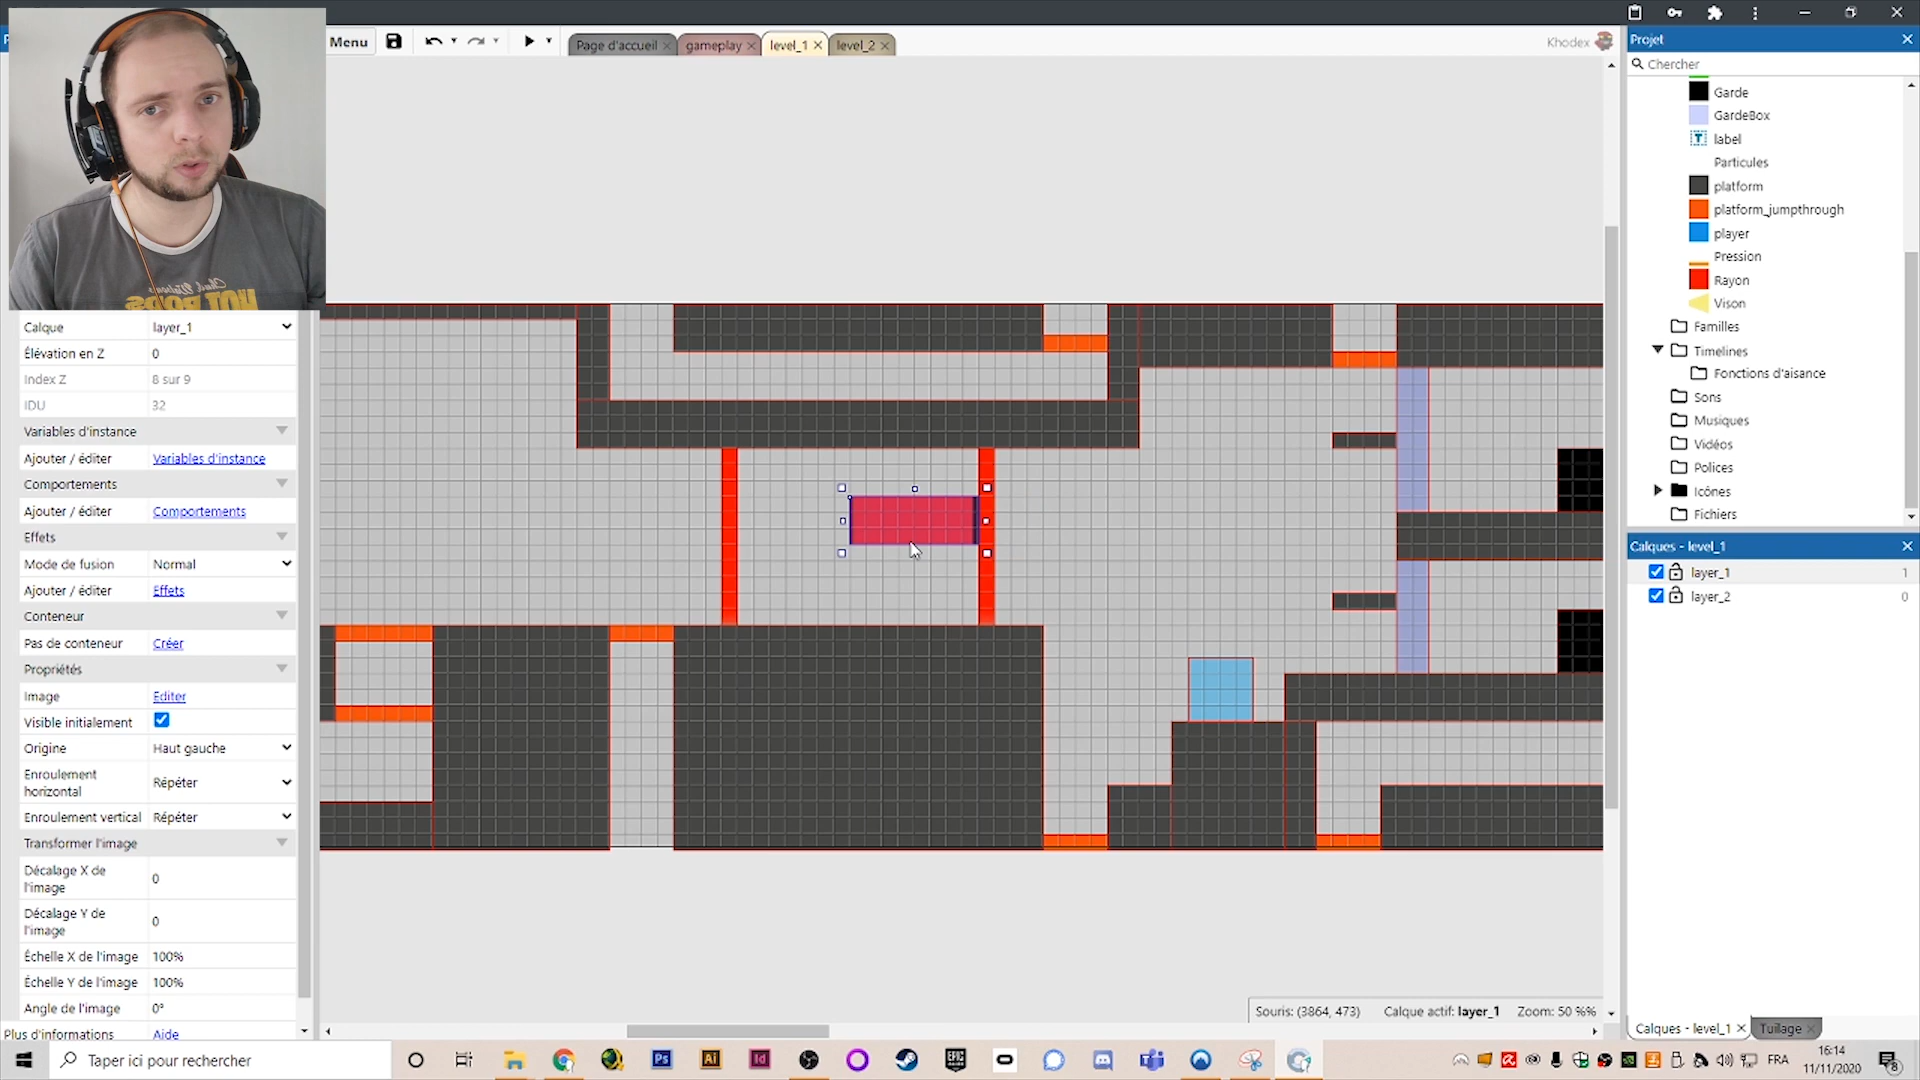 Menu
Page d'accueil
gameplay
level_1
level_2
Khodex
Calque
layer_1
Élévation en Z
0
Index Z
8 sur 9
IDU
32
Variables d'instance
Ajouter / éditer
Variables d'instance
Comportements
Ajouter / éditer
Comportements
Effets
Mode de fusion
Normal
Ajouter / éditer
Effets
Conteneur
Pas de conteneur
Créer
Propriétés
Image
Editer
Visible initialement
Origine
Haut gauche
Enroulement
horizontal
Répéter
Enroulement vertical
Répéter
Transformer l'image
Décalage X de
l'image
0
Décalage Y de
l'image
0
Échelle X de l'image
100%
Échelle Y de l'image
100%
Angle de l'image
0°
Plus d'informations
Aide
Souris: (3864, 473)
Calque actif: layer_1
Zoom: 50 %%
Projet
Chercher
Garde
GardeBox
label
Particules
platform
platform_jumpthrough
player
Pression
Rayon
Vison
Familles
Timelines
Fonctions d'aisance
Sons
Musiques
Vidéos
Polices
Icônes
Fichiers
Calques - level_1
layer_1
1
layer_2
0
Calques - level_1
Tuilage
Taper ici pour rechercher
Ps
Ai
Id
EPIC
FRA
16:14
11/11/2020
8